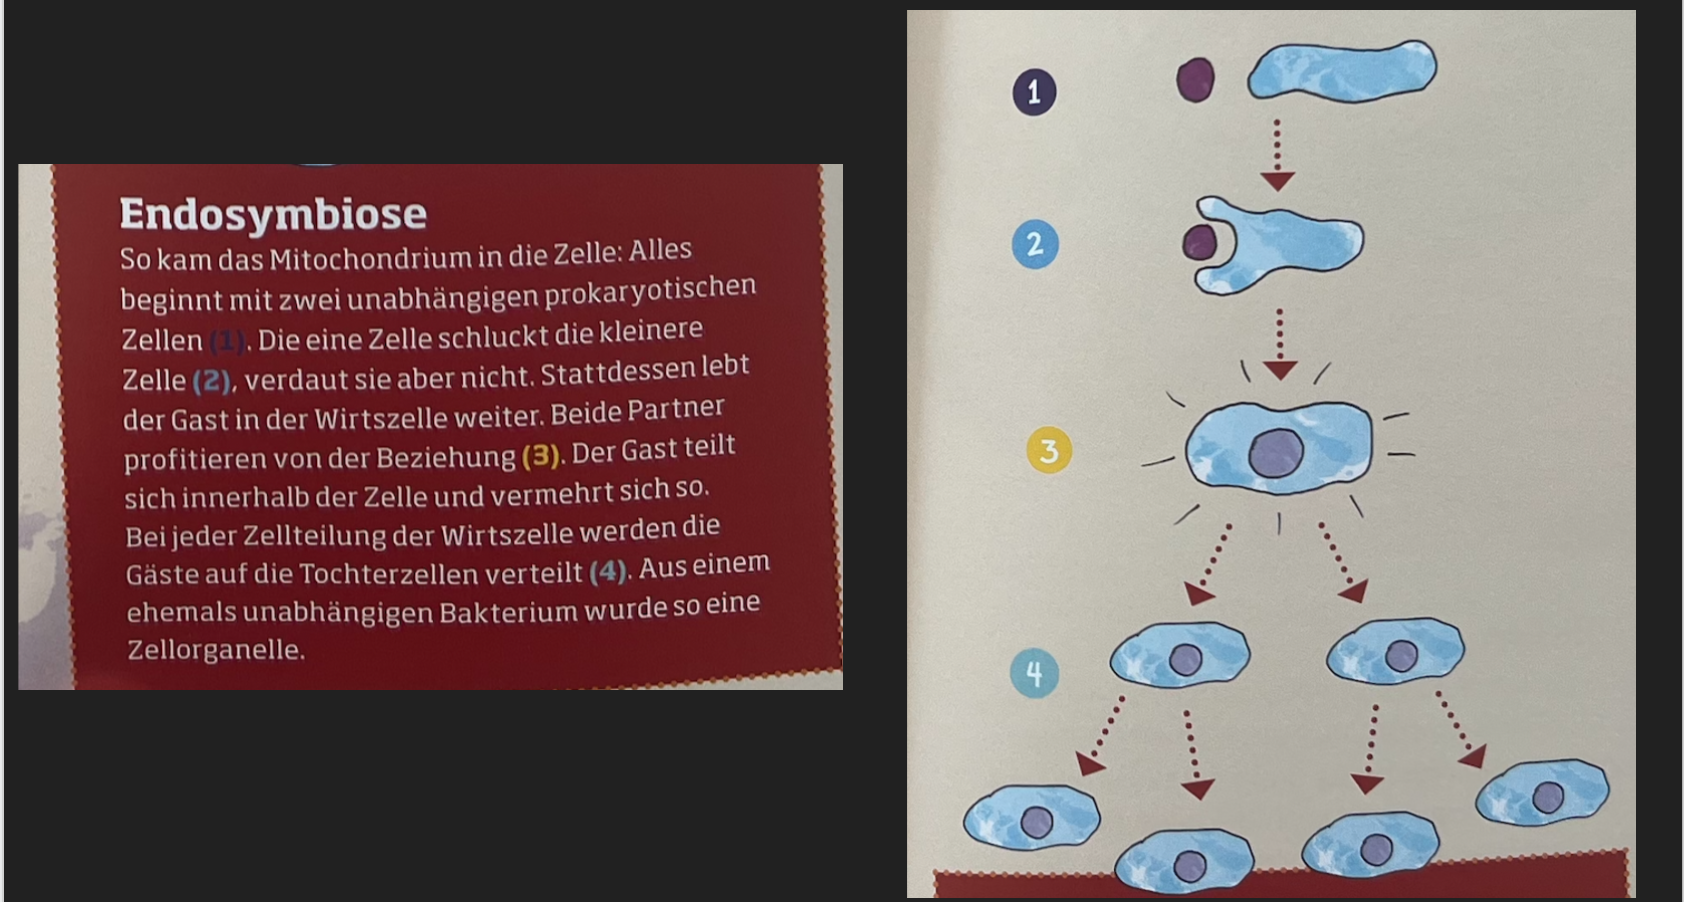 Endosymbiose
So kam das Mitochondrium in die Zelle: Alles
beginnt mit zwei unabhängigen prokaryotischen
Zellen (1). Die eine Zelle schluckt die kleinere
Zelle (2), verdaut sie aber nicht. Stattdessen lebt
der Gast in der Wirtszelle weiter. Beide Partner
profitieren von der Beziehung (3). Der Gast teilt
sich innerhalb der Zelle und vermehrt sich so.
Bei jeder Zellteilung der Wirtszelle werden die
Gäste auf die Tochterzellen verteilt (4). Aus einem
ehemals unabhängigen Bakterium wurde so eine
Zellorganelle.
1
2
3
4